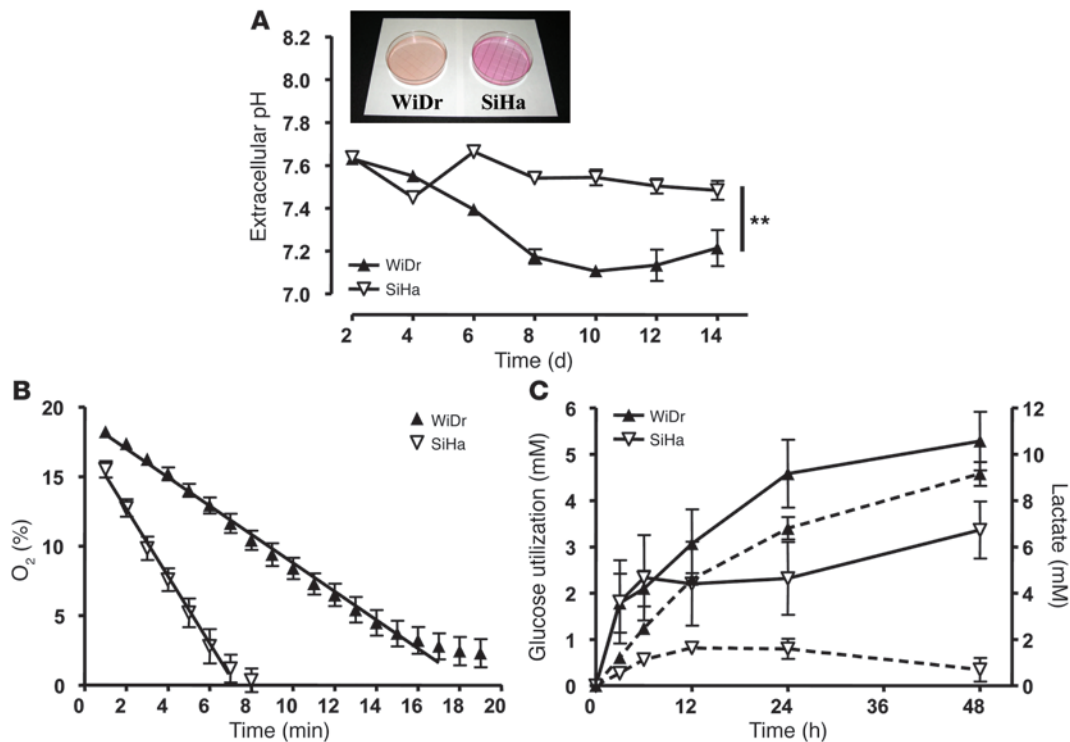 A
8.2
8.0
7.8
7.6
7.4
7.2
7.0
Extracellular pH
WiDr SiHa
WiDr
SiHa
**
2 4 6 8 10 12 14
Time (d)
B
20
15
10
5
0
O2 (%)
WiDr
SiHa
0 2 4 6 8 10 12 14 16 18 20
Time (min)
C
6
5
4
3
2
1
0
Glucose utilization (mM)
WiDr
SiHa
12
10
8
6
4
2
0
Lactate (mM)
0 12 24 36 48
Time (h)